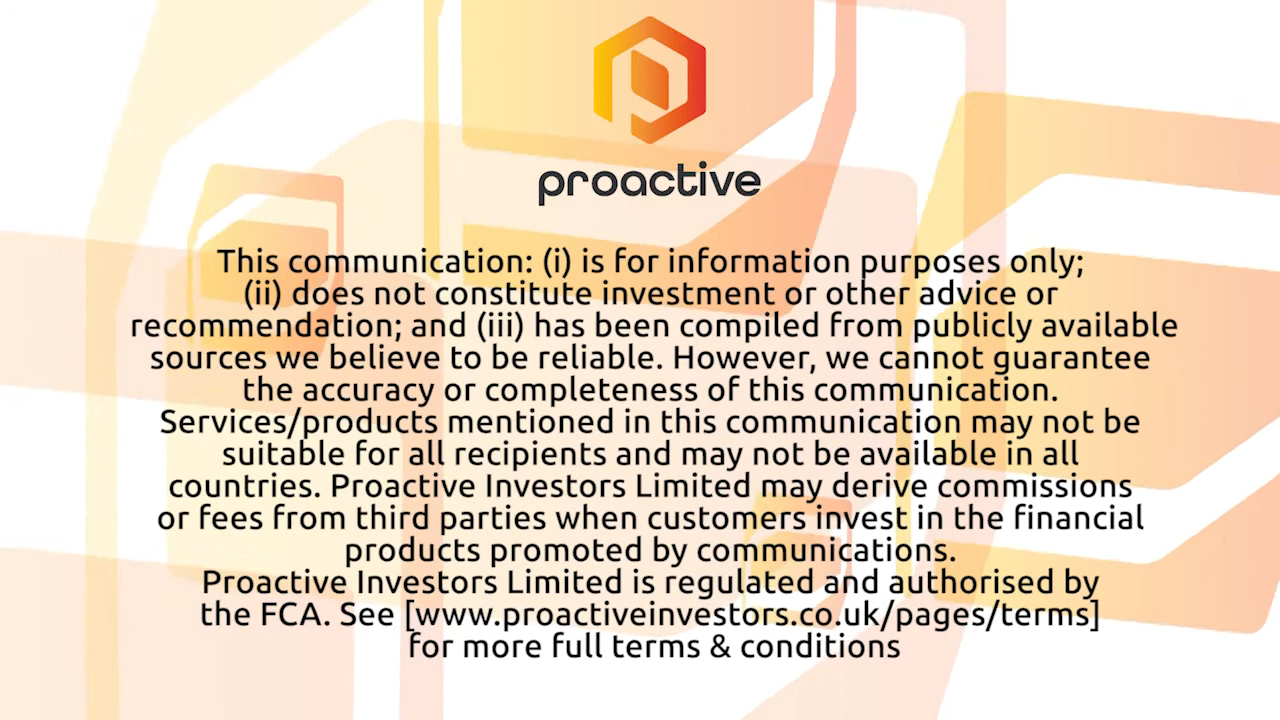 proactive
This communication: (i) is for information purposes only;
(ii) does not constitute investment or other advice or
recommendation; and (iii) has been compiled from publicly available
sources we believe to be reliable. However, we cannot guarantee
the accuracy or completeness of this communication.
Services/products mentioned in this communication may not be
suitable for all recipients and may not be available in all
countries. Proactive Investors Limited may derive commissions
or fees from third parties when customers invest in the financial
products promoted by communications.
Proactive Investors Limited is regulated and authorised by
the FCA. See [www.proactiveinvestors.co.uk/pages/terms]
for more full terms & conditions